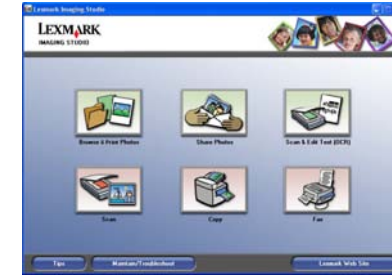 Lexmark Imaging Studio
LEXMARK
IMAGING STUDIO
Browse & Print Photos
Share Photos
Scan & Edit Text (OCR)
Scan
Copy
Fax
Tips
Maintain/Troubleshoot
Lexmark Web Site